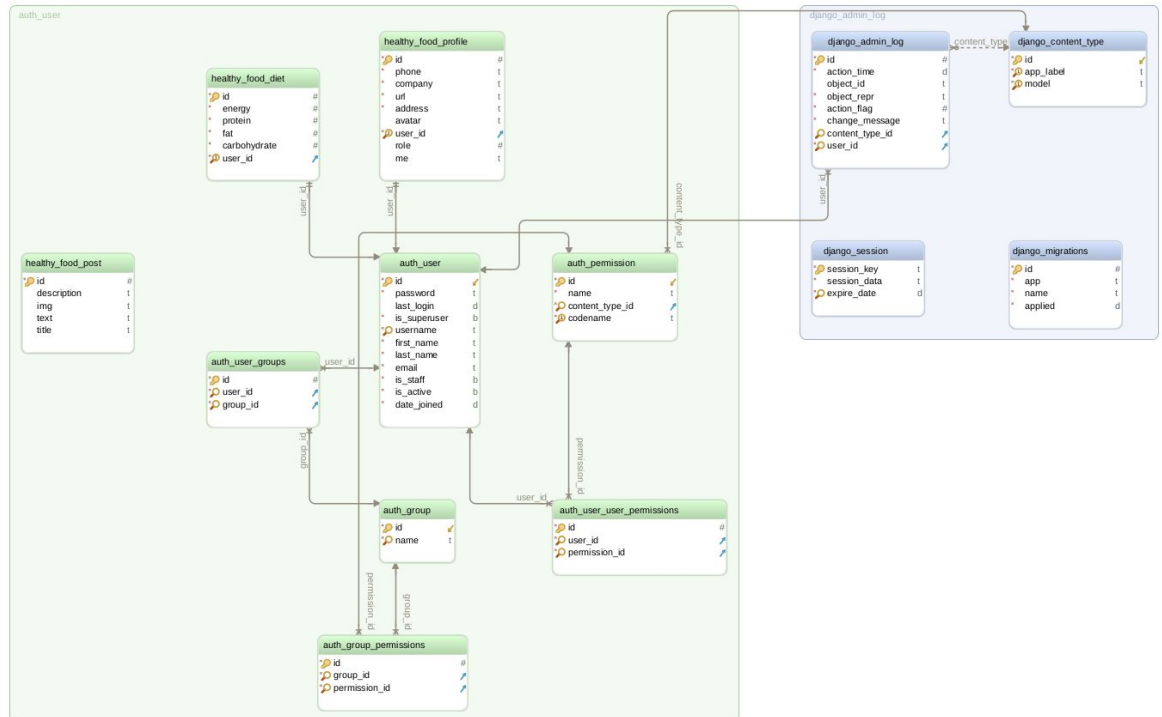 auth_user
django_admin_log
healthy_food_profile
id #
phone t
company t
url t
address t
avatar t
user_id
role #
me t
healthy_food_diet
id #
energy #
protein #
fat #
carbohydrate #
user_id
django_admin_log
id #
action_time d
object_id t
object_repr t
action_flag #
change_message t
content_type_id
user_id
content_type
django_content_type
id
app_label t
model t
user_id
user_id
content_type_id
user_id
healthy_food_post
id #
description t
img t
text t
title t
auth_user
id
password t
last_login d
is_superuser b
username t
first_name t
last_name t
email t
is_staff b
is_active b
date_joined d
auth_permission
id
name t
content_type_id
codename t
django_session
session_key t
session_data t
expire_date d
django_migrations
id #
app t
name t
applied d
auth_user_groups
id #
user_id
group_id
user_id
group_id
permission_id
user_id
auth_group
id
name t
auth_user_user_permissions
id #
user_id
permission_id
permission_id
group_id
auth_group_permissions
id #
group_id
permission_id